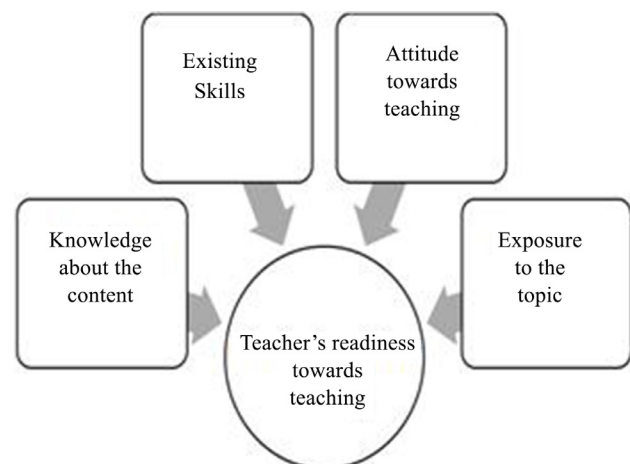 Existing
Skills
Attitude
towards
teaching
Knowledge
about the
content
Exposure
to the
topic
Teacher’s readiness
towards
teaching